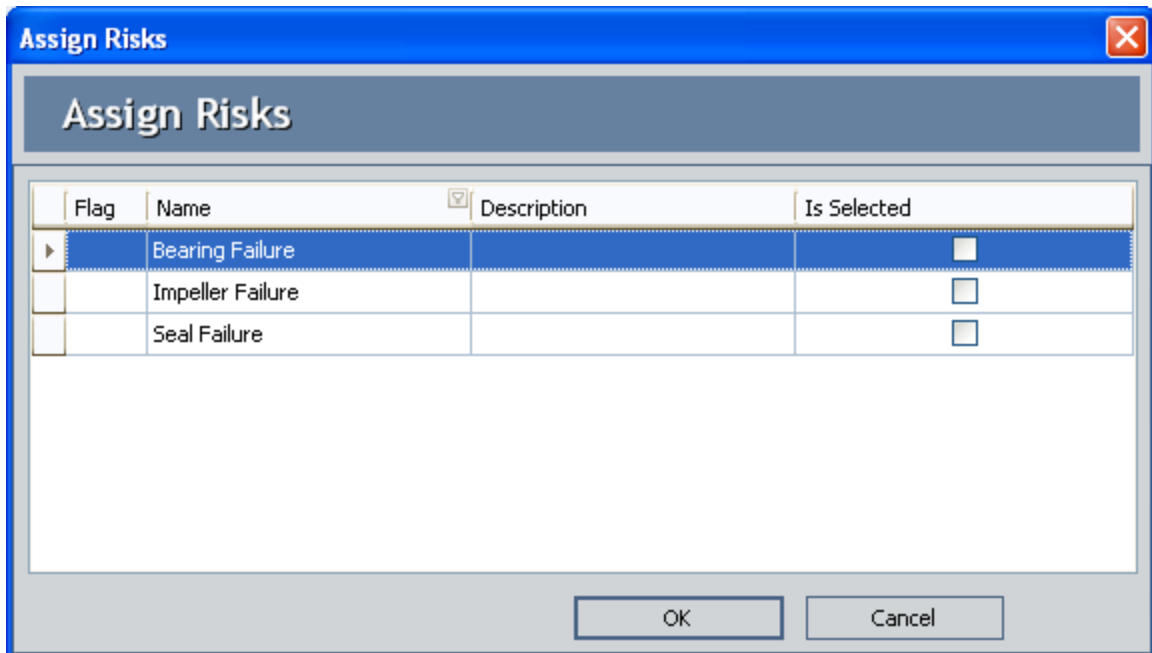 Assign Risks
Assign Risks
Flag Name Description Is Selected
Bearing Failure
Impeller Failure
Seal Failure
OK Cancel